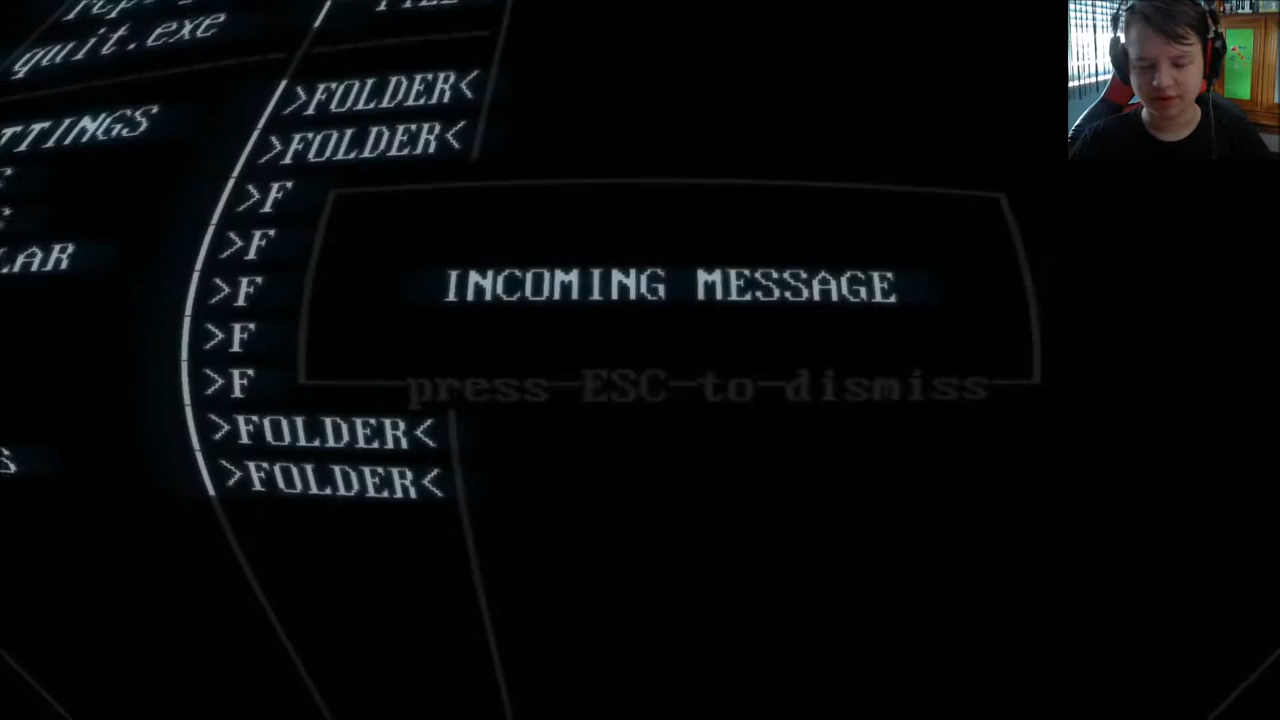 quit.exe
TTINGS
LAR
S
>FOLDER<
>FOLDER<
>F
>F
>F
>F
>F
>FOLDER<
>FOLDER<
INCOMING MESSAGE
press ESC to dismiss